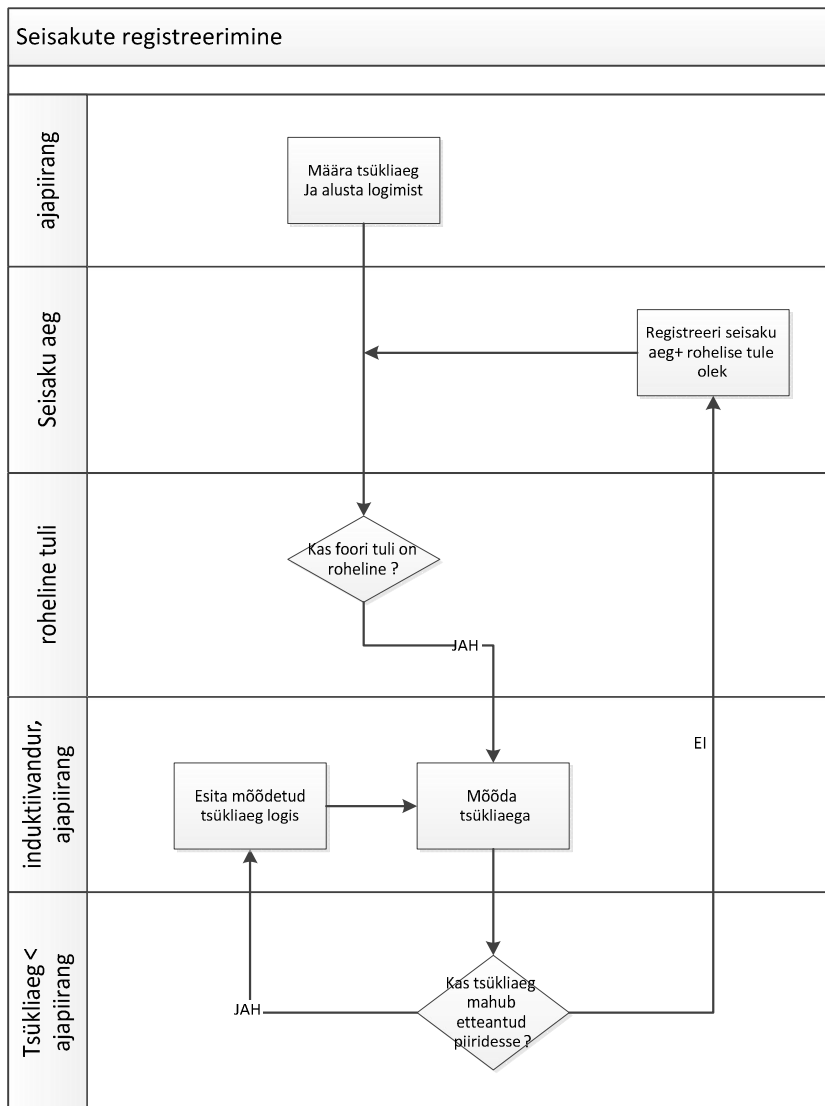 Seisakute registreerimine
ajapiirang
Määra tsükliaeg
Ja alusta logimist
Seisaku aeg
Registreeri seisaku
aeg+ rohelise tule
olek
roheline tuli
Kas foori tuli on
roheline ?
JAH
induktiivandur,
ajapiirang
Esita mõõdetud
tsükliaeg logis
Mõõda
tsükliaega
EI
Tsükliaeg <
ajapiirang
Kas tsükliaeg
mahub
etteantud
piiridesse ?
JAH